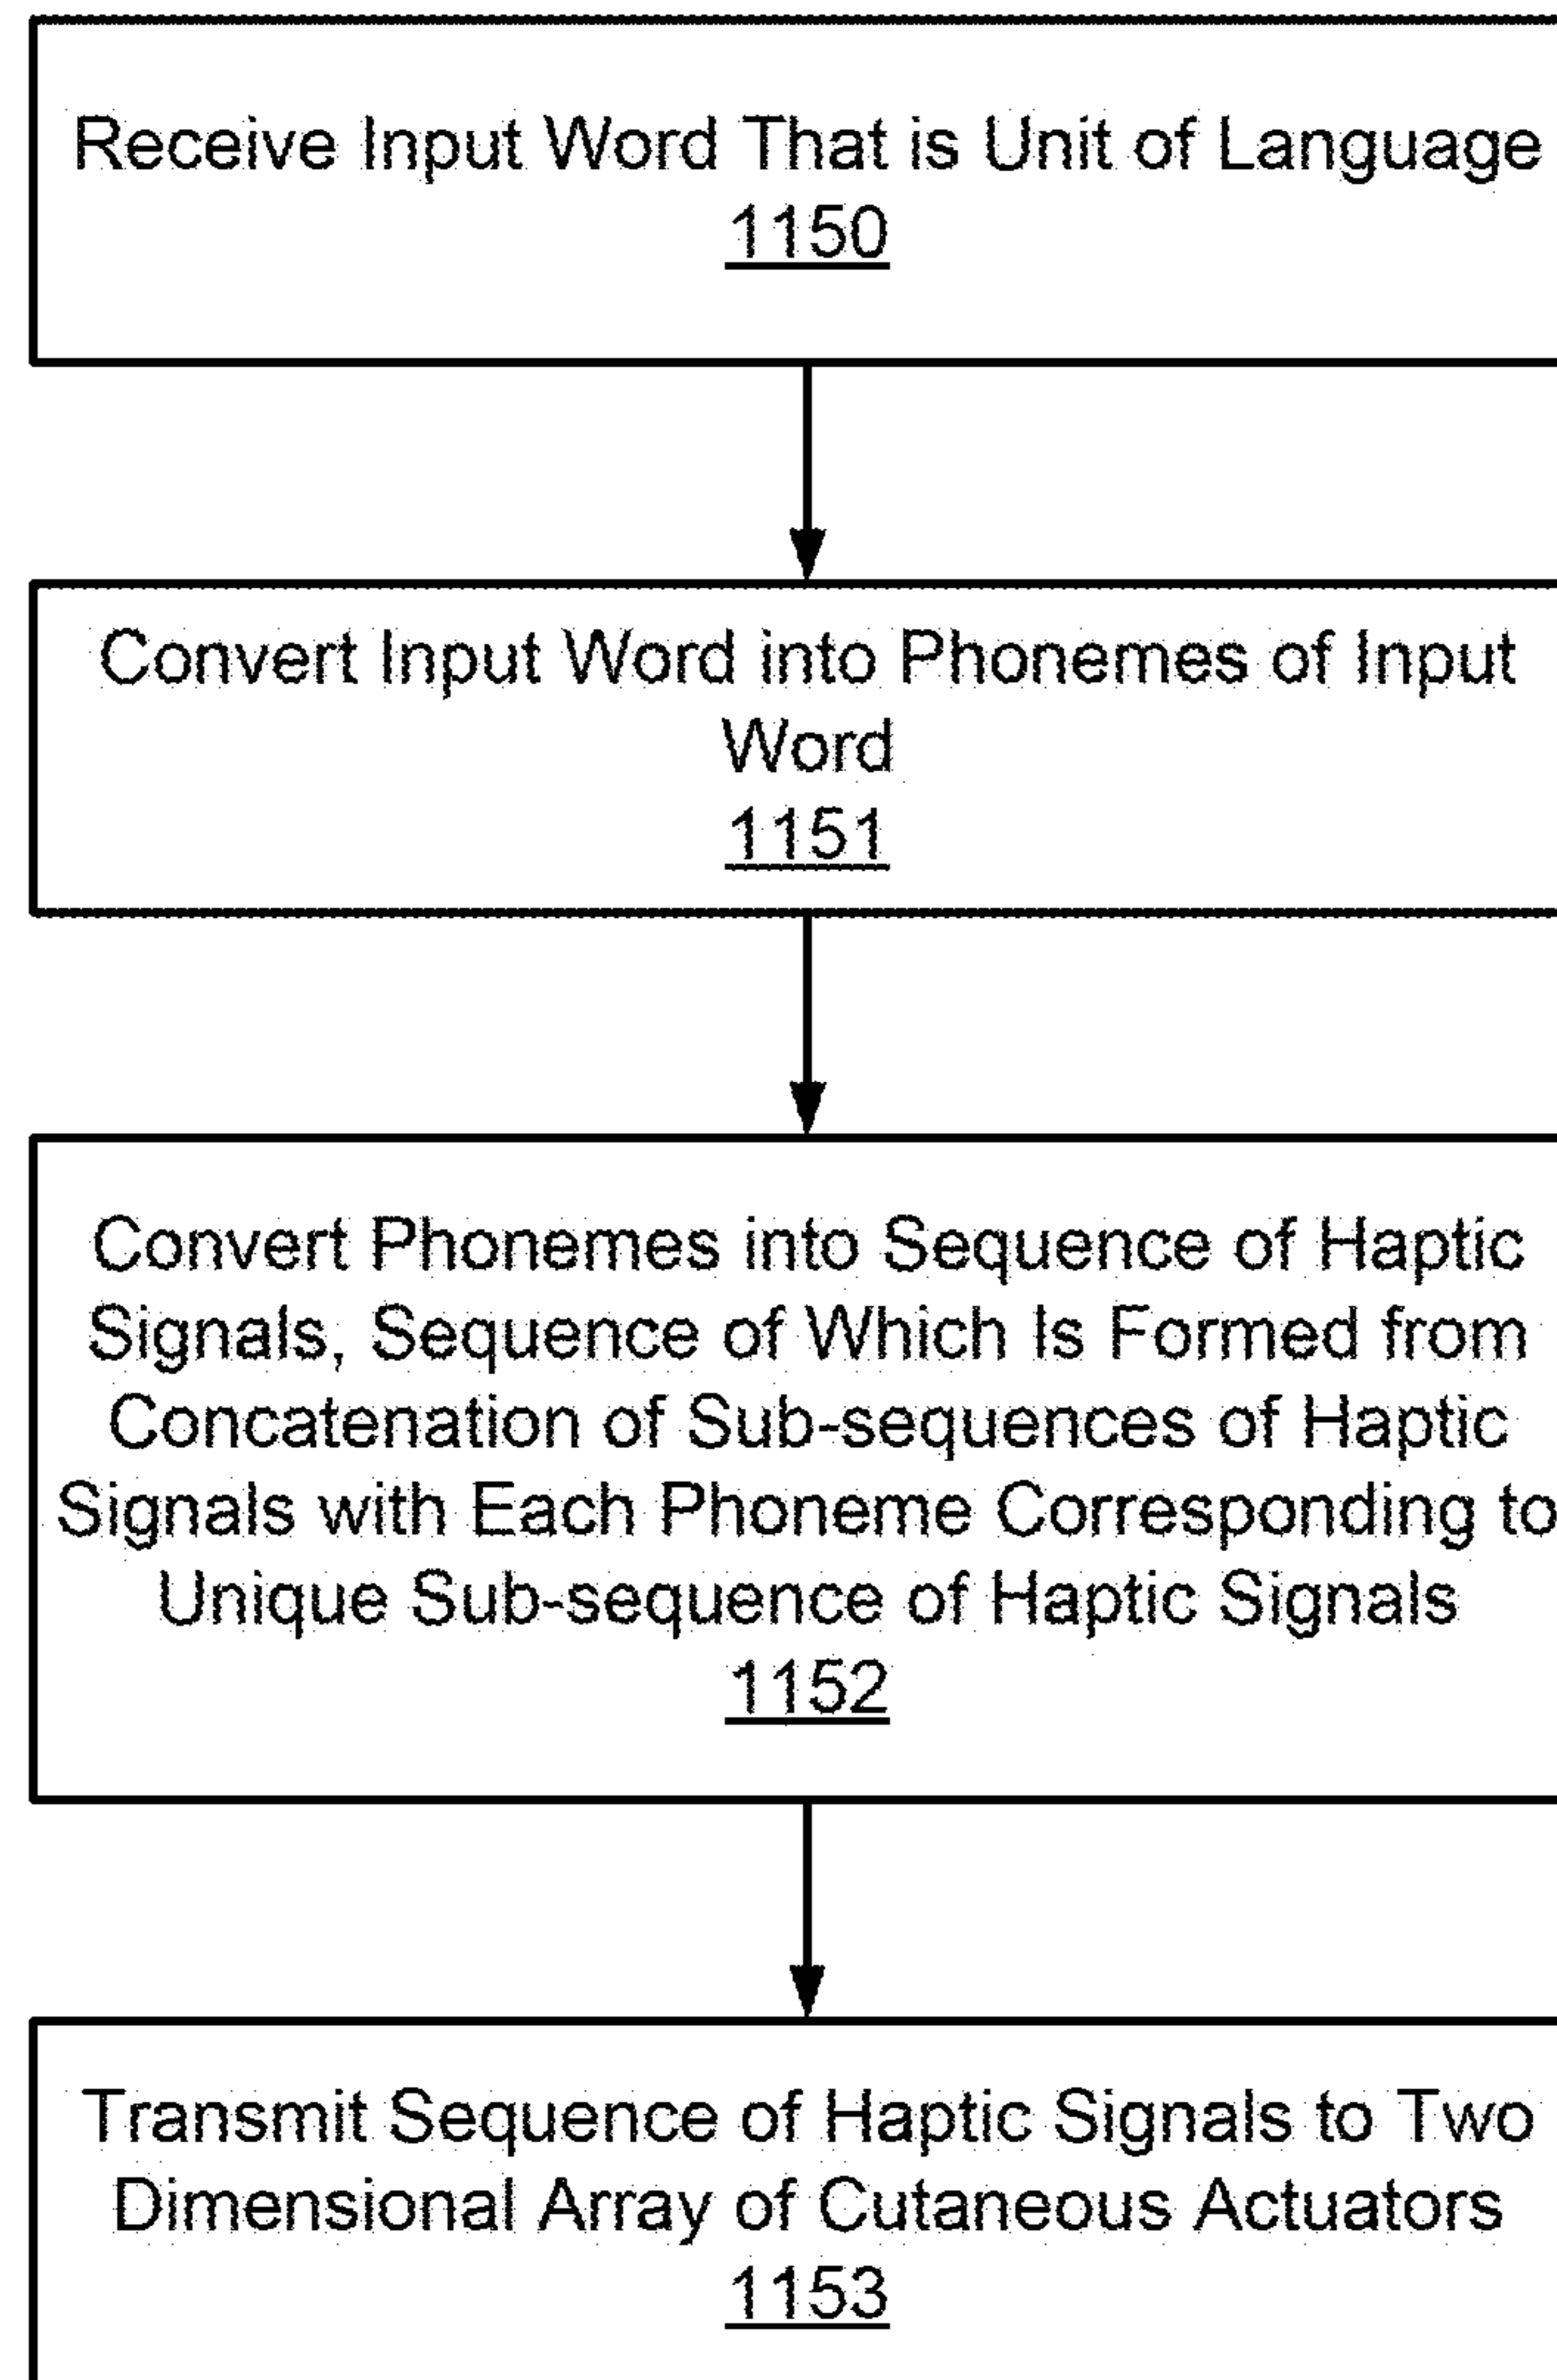 Receive Input Word That is Unit of Language
1150
Convert Input Word into Phonemes of Input
Word
1151
Convert Phonemes into Sequence of Haptic
Signals, Sequence of Which Is Formed from
Concatenation of Sub-sequences of Haptic
Signals with Each Phoneme Corresponding to
Unique Sub-sequence of Haptic Signals
1152
Transmit Sequence of Haptic Signals to Two
Dimensional Array of Cutaneous Actuators
1153